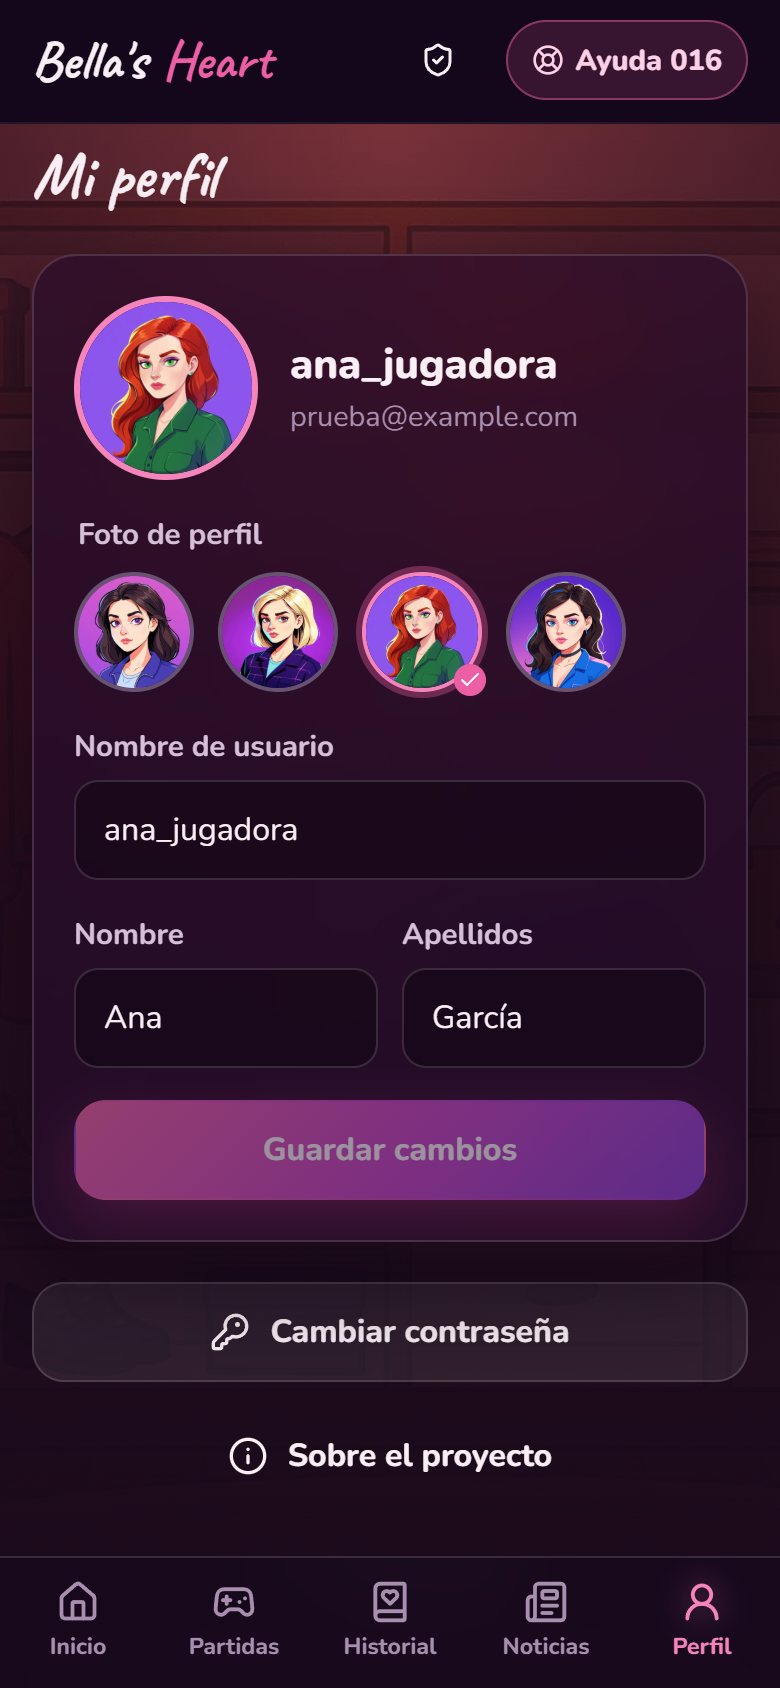 Bella's Heart
Ayuda 016
Mi perfil
ana_jugadora
prueba@example.com
Foto de perfil
Nombre de usuario
ana_jugadora
Nombre
Apellidos
Ana
García
Guardar cambios
Cambiar contraseña
Sobre el proyecto
Inicio
Partidas
Historial
Noticias
Perfil